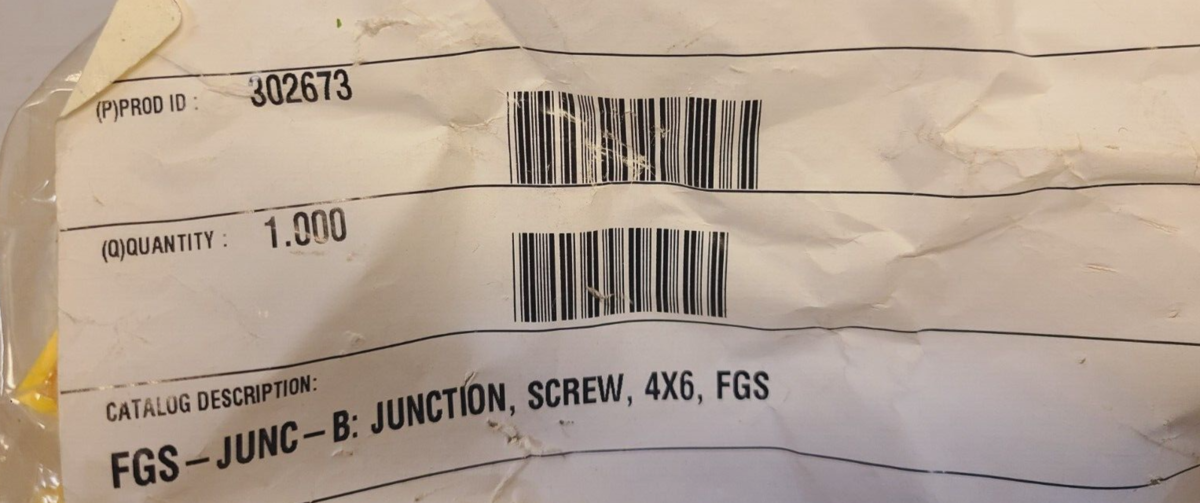 (P)PROD ID : 302673
(Q)QUANTITY : 1.000
CATALOG DESCRIPTION:
FGS-JUNC-B: JUNCTION, SCREW, 4X6, FGS